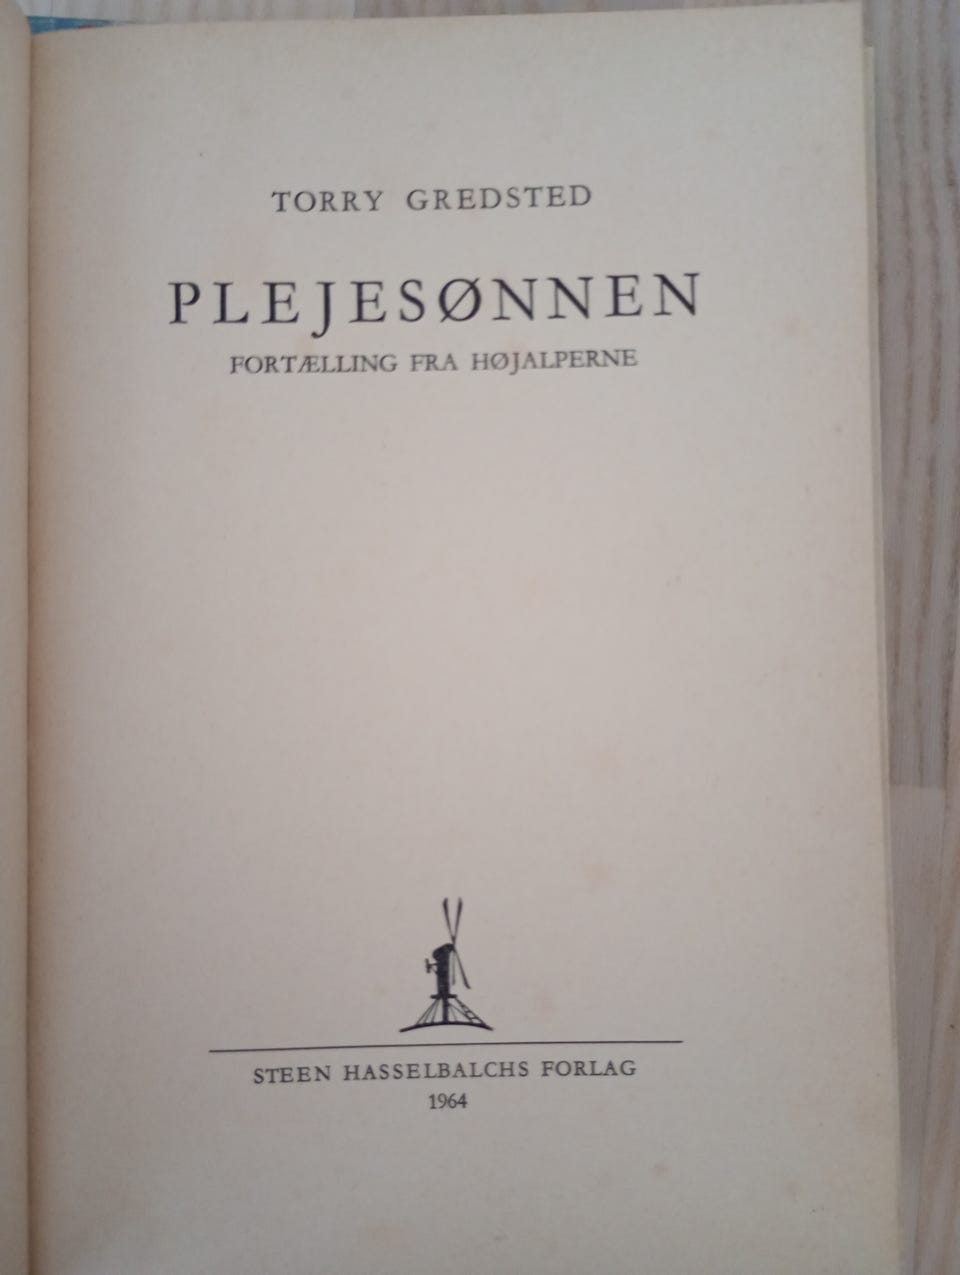 TORRY GREDSTED
PLEJESØNNEN
FORTÆLLING FRA HØJALPERNE
STEEN HASSELBALCHS FORLAG
1964